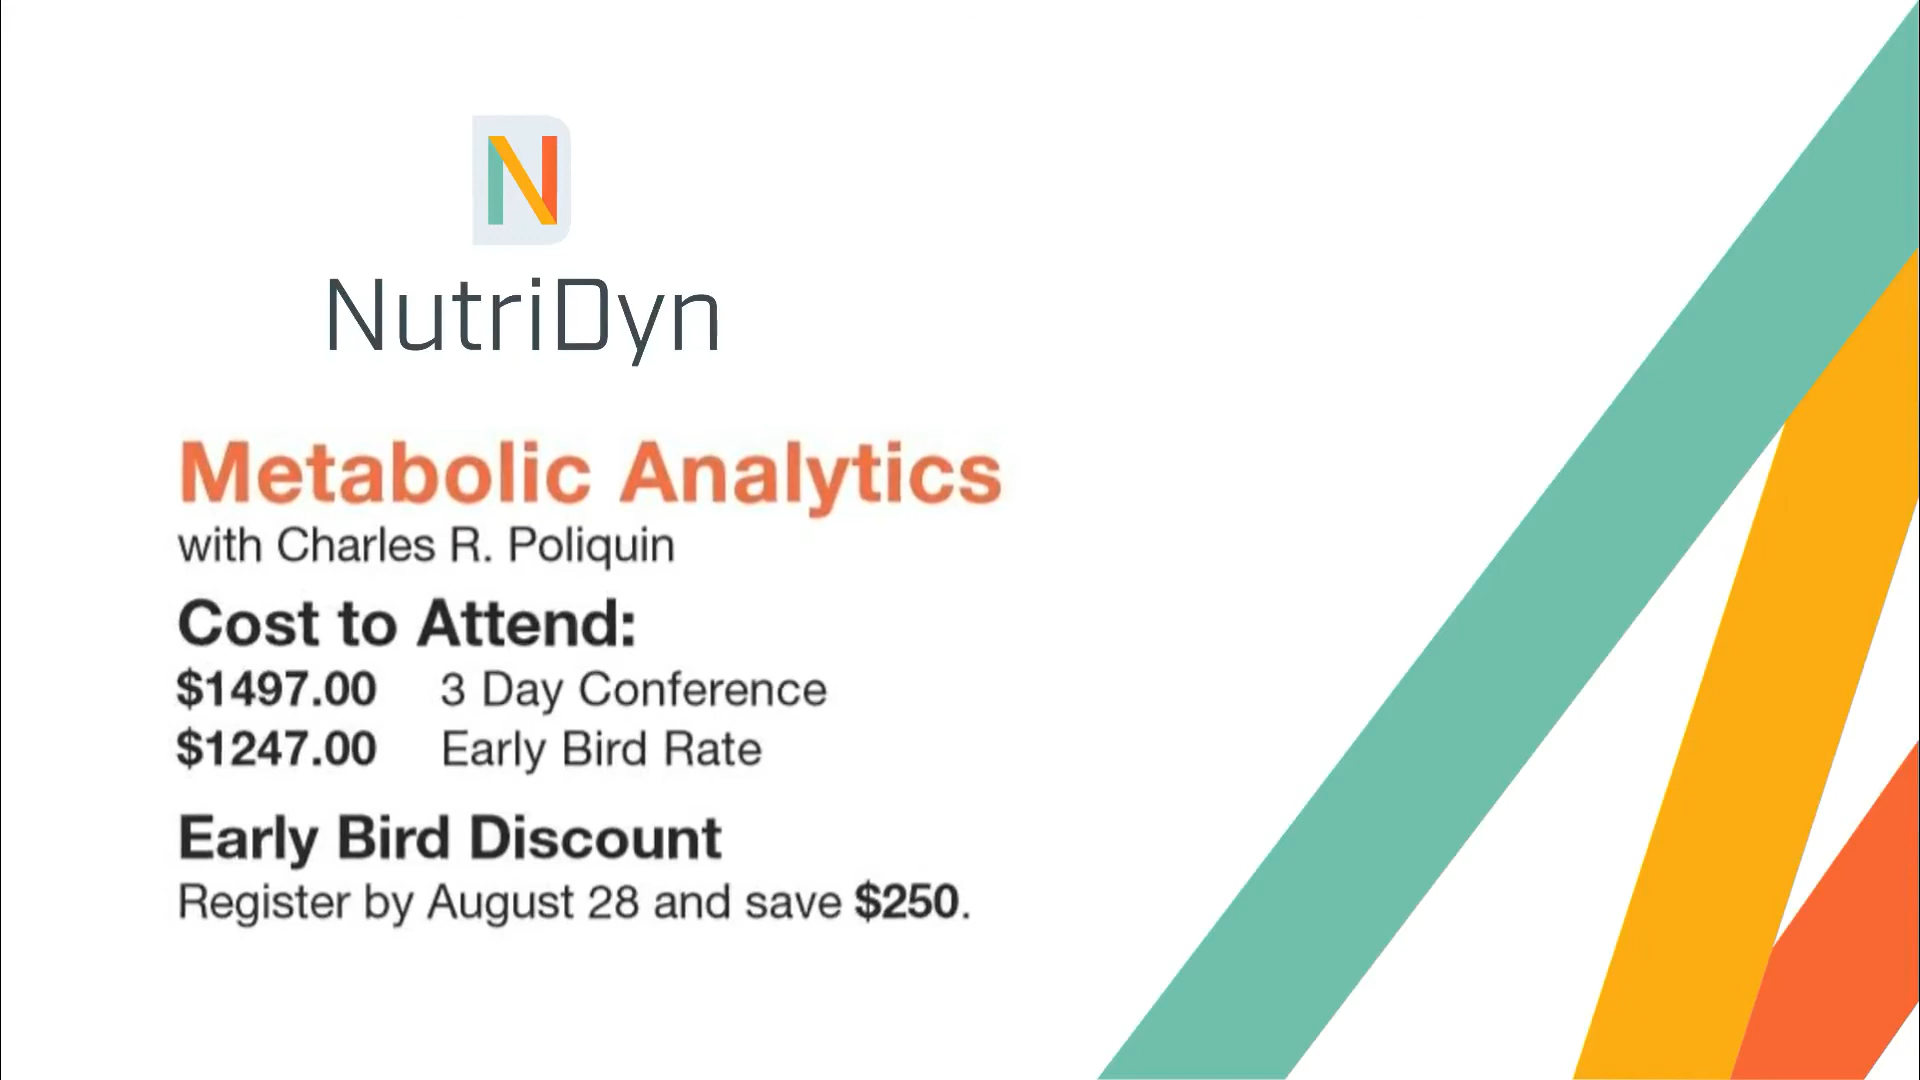 N
NutriDyn
Metabolic Analytics
with Charles R. Poliquin
Cost to Attend:
$1497.00 3 Day Conference
$1247.00 Early Bird Rate
Early Bird Discount
Register by August 28 and save $250.